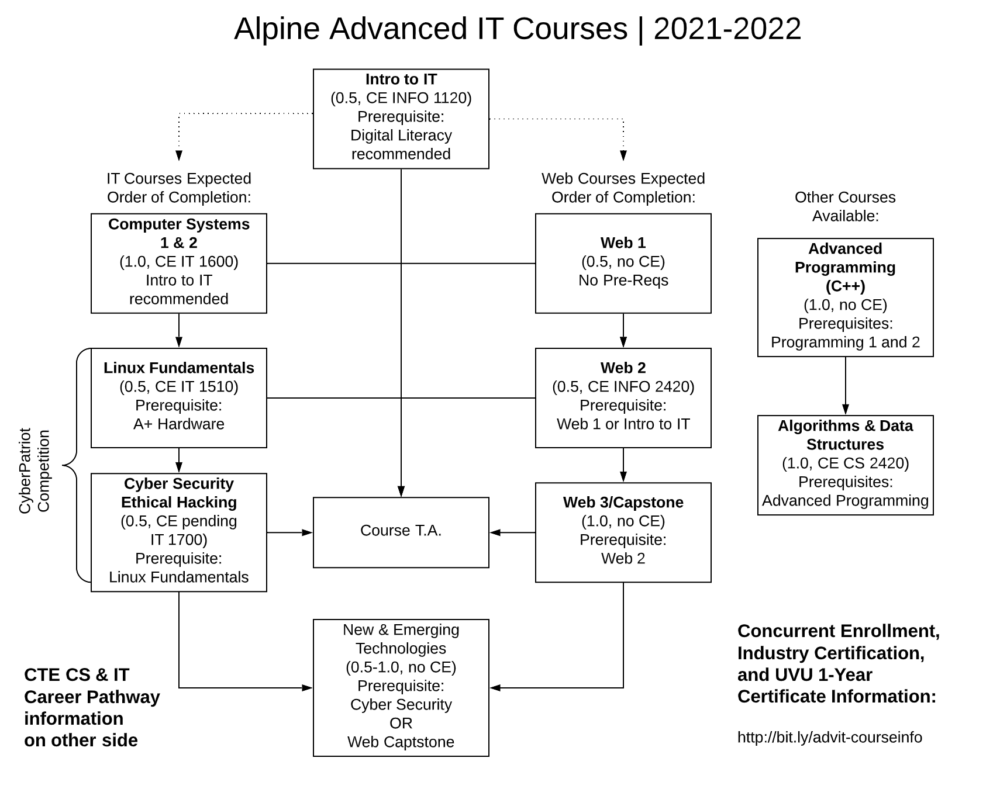 Alpine Advanced IT Courses | 2021-2022
Intro to IT
(0.5, CE INFO 1120)
Prerequisite:
Digital Literacy
recommended
IT Courses Expected
Order of Completion:
Computer Systems
1 & 2
(1.0, CE IT 1600)
Intro to IT
recommended
Linux Fundamentals
(0.5, CE IT 1510)
Prerequisite:
A+ Hardware
CyberPatriot
Competition
Cyber Security
Ethical Hacking
(0.5, CE pending
IT 1700)
Prerequisite:
Linux Fundamentals
Web Courses Expected
Order of Completion:
Web 1
(0.5, no CE)
No Pre-Reqs
Web 2
(0.5, CE INFO 2420)
Prerequisite:
Web 1 or Intro to IT
Web 3/Capstone
(1.0, no CE)
Prerequisite:
Web 2
Course T.A.
New & Emerging
Technologies
(0.5-1.0, no CE)
Prerequisite:
Cyber Security
OR
Web Captstone
Other Courses
Available:
Advanced
Programming
(C++)
(1.0, no CE)
Prerequisites:
Programming 1 and 2
Algorithms & Data
Structures
(1.0, CE CS 2420)
Prerequisites:
Advanced Programming
CTE CS & IT
Career Pathway
information
on other side
Concurrent Enrollment,
Industry Certification,
and UVU 1-Year
Certificate Information:
http://bit.ly/advit-courseinfo